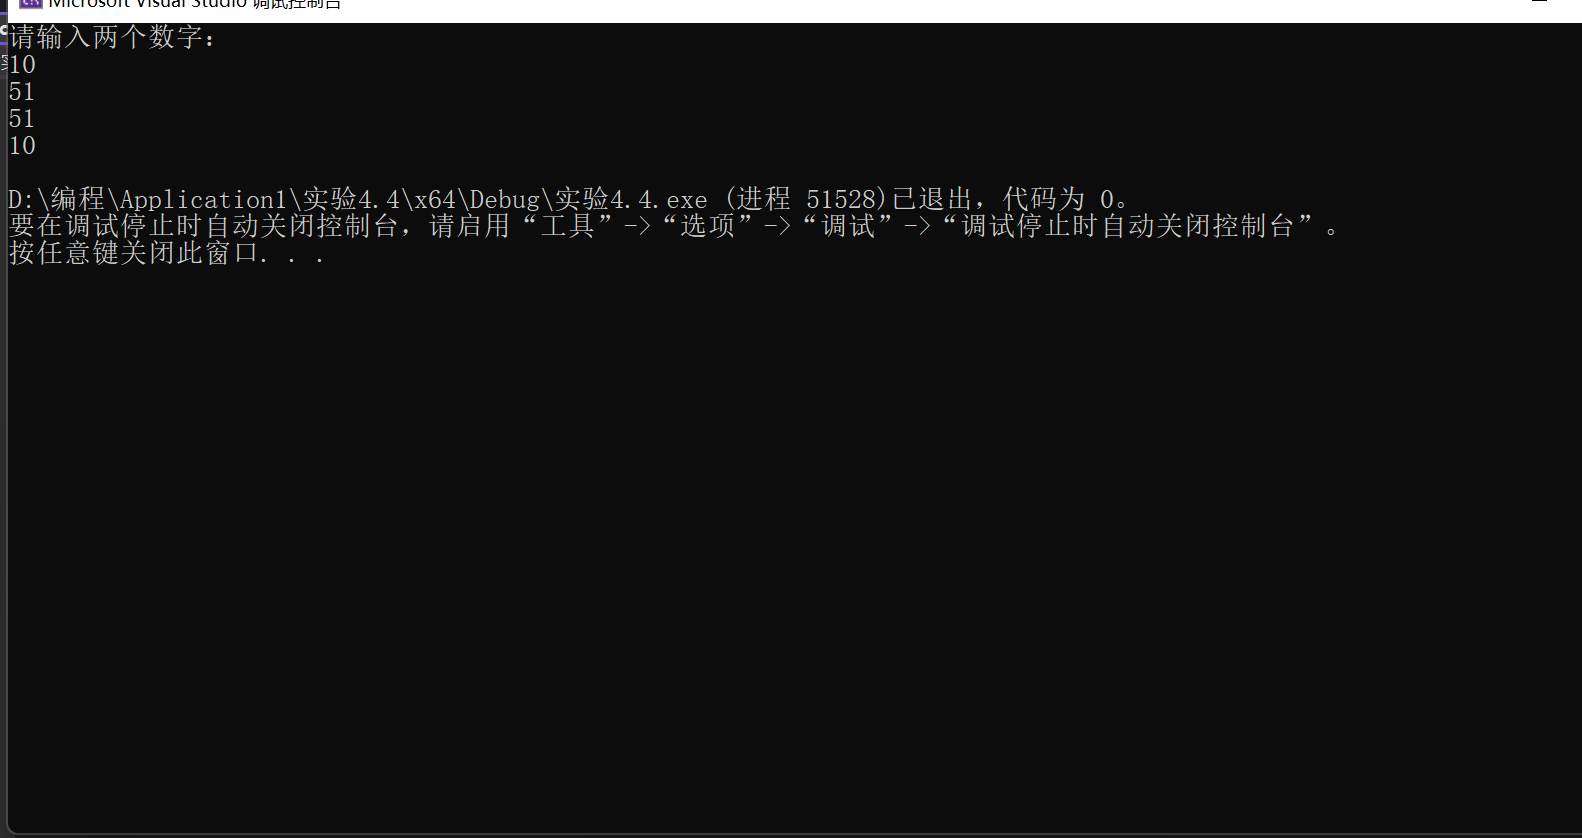 Microsoft Visual Studio 调试控制台
请输入两个数字：
10
51
51
10
D:\编程\Application1\实验4.4\x64\Debug\实验4.4.exe (进程 51528)已退出，代码为 0。
要在调试停止时自动关闭控制台，请启用“工具”->“选项”->“调试”->“调试停止时自动关闭控制台”。
按任意键关闭此窗口. . .